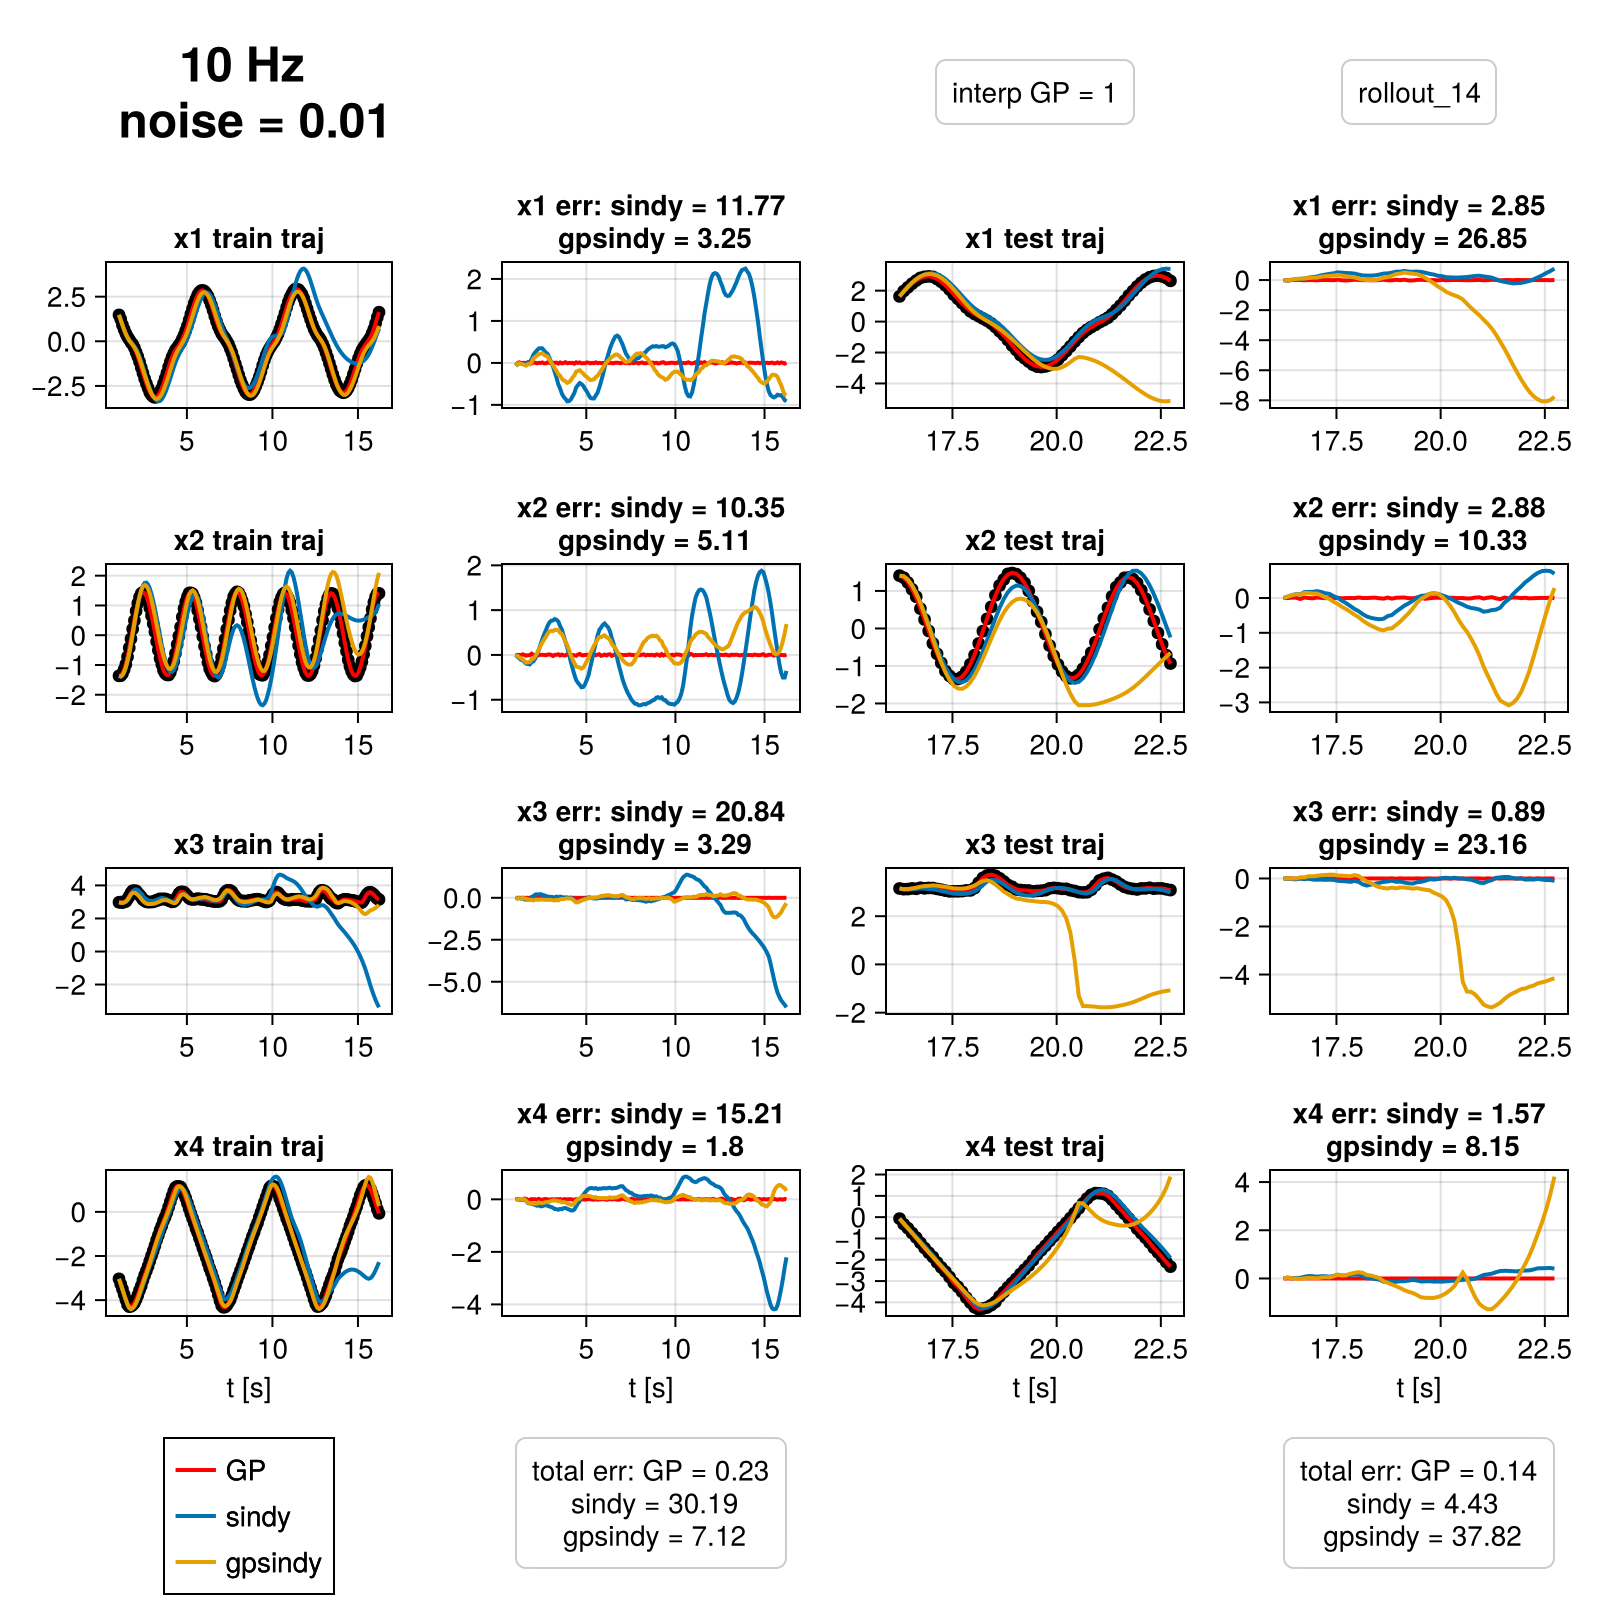 10 Hz
noise = 0.01
interp GP = 1
rollout_14
x1 train traj
2.5
0.0
−2.5
5
10
15
x1 err: sindy = 11.77
gpsindy = 3.25
2
1
0
−1
5
10
15
x1 test traj
2
0
−2
−4
17.5
20.0
22.5
x1 err: sindy = 2.85
gpsindy = 26.85
0
−2
−4
−6
−8
17.5
20.0
22.5
x2 train traj
2
1
0
−1
−2
5
10
15
x2 err: sindy = 10.35
gpsindy = 5.11
2
1
0
−1
5
10
15
x2 test traj
1
0
−1
−2
17.5
20.0
22.5
x2 err: sindy = 2.88
gpsindy = 10.33
0
−1
−2
−3
17.5
20.0
22.5
x3 train traj
4
2
0
−2
5
10
15
x3 err: sindy = 20.84
gpsindy = 3.29
0.0
−2.5
−5.0
5
10
15
x3 test traj
2
0
−2
17.5
20.0
22.5
x3 err: sindy = 0.89
gpsindy = 23.16
0
−2
−4
17.5
20.0
22.5
x4 train traj
0
−2
−4
5
10
15
t [s]
x4 err: sindy = 15.21
gpsindy = 1.8
0
−2
−4
5
10
15
t [s]
x4 test traj
2
1
0
−1
−2
−3
−4
17.5
20.0
22.5
t [s]
x4 err: sindy = 1.57
gpsindy = 8.15
4
2
0
17.5
20.0
22.5
t [s]
GP
sindy
gpsindy
total err: GP = 0.23
sindy = 30.19
gpsindy = 7.12
total err: GP = 0.14
sindy = 4.43
gpsindy = 37.82